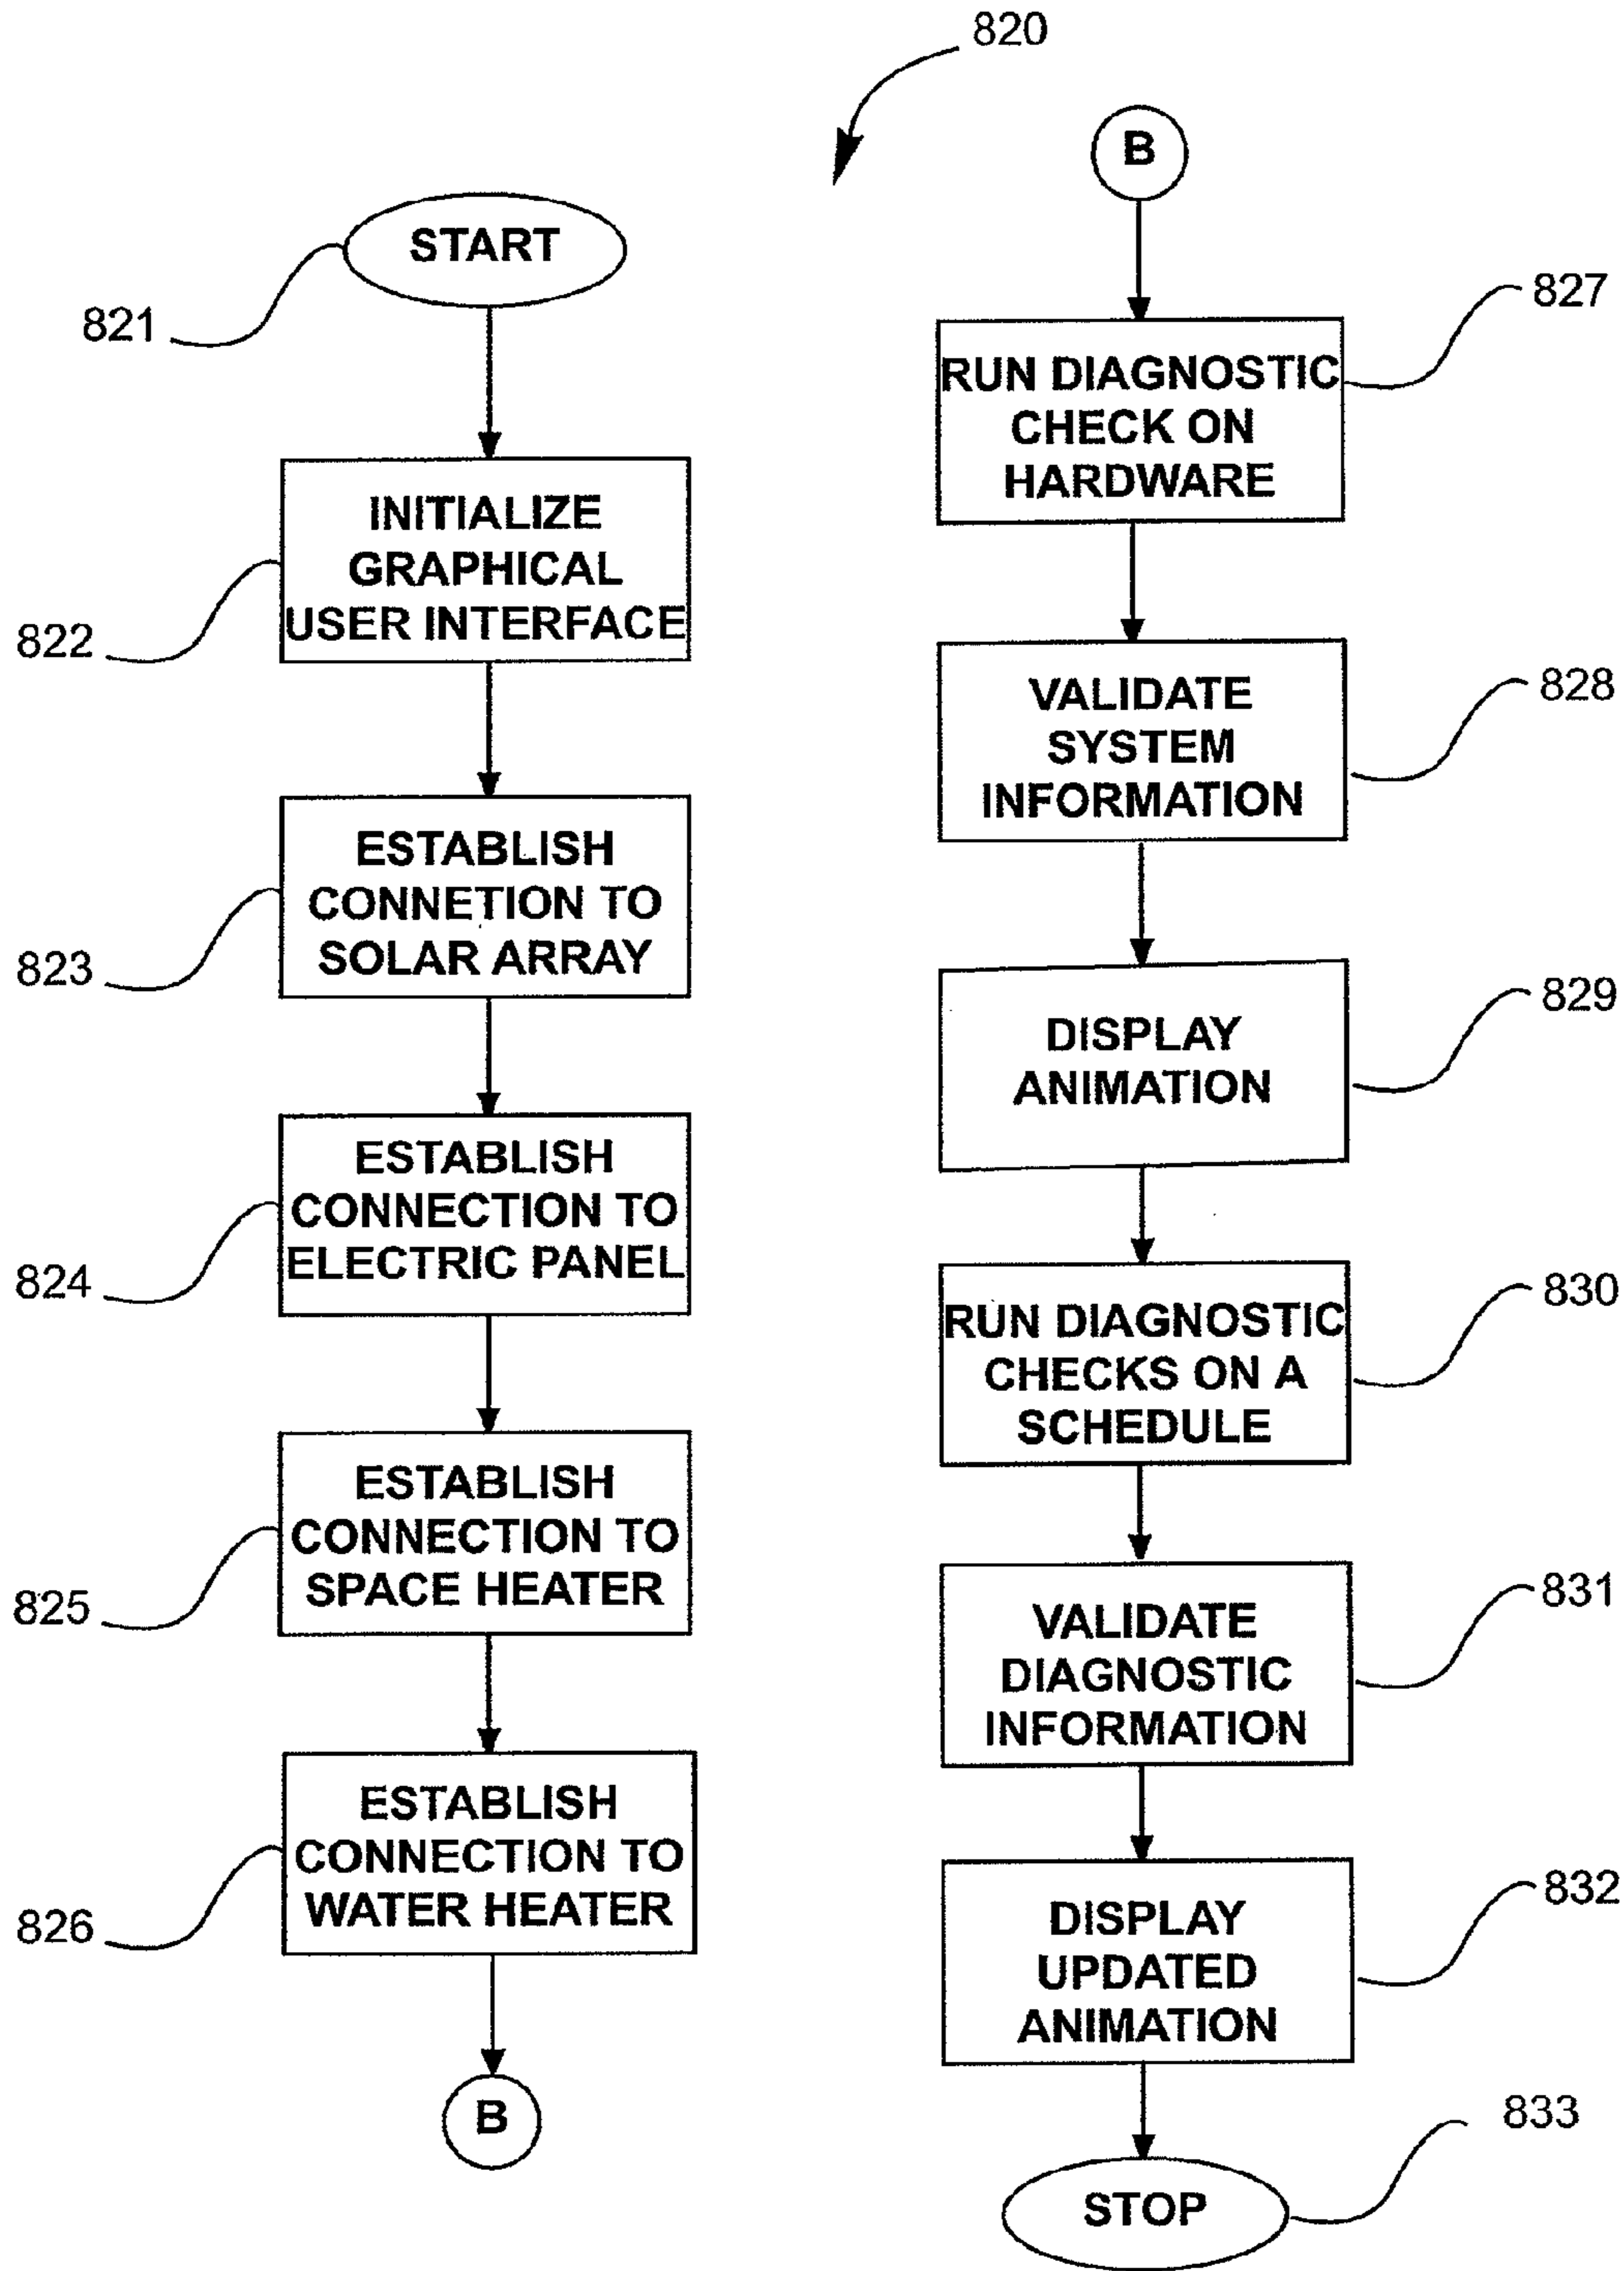 820
START
821
INITIALIZE
GRAPHICAL
USER INTERFACE
822
ESTABLISH
CONNETION TO
SOLAR ARRAY
823
ESTABLISH
CONNECTION TO
ELECTRIC PANEL
824
ESTABLISH
CONNECTION TO
SPACE HEATER
825
ESTABLISH
CONNECTION TO
WATER HEATER
826
B
B
RUN DIAGNOSTIC
CHECK ON
HARDWARE
827
VALIDATE
SYSTEM
INFORMATION
828
DISPLAY
ANIMATION
829
RUN DIAGNOSTIC
CHECKS ON A
SCHEDULE
830
VALIDATE
DIAGNOSTIC
INFORMATION
831
DISPLAY
UPDATED
ANIMATION
832
STOP
833